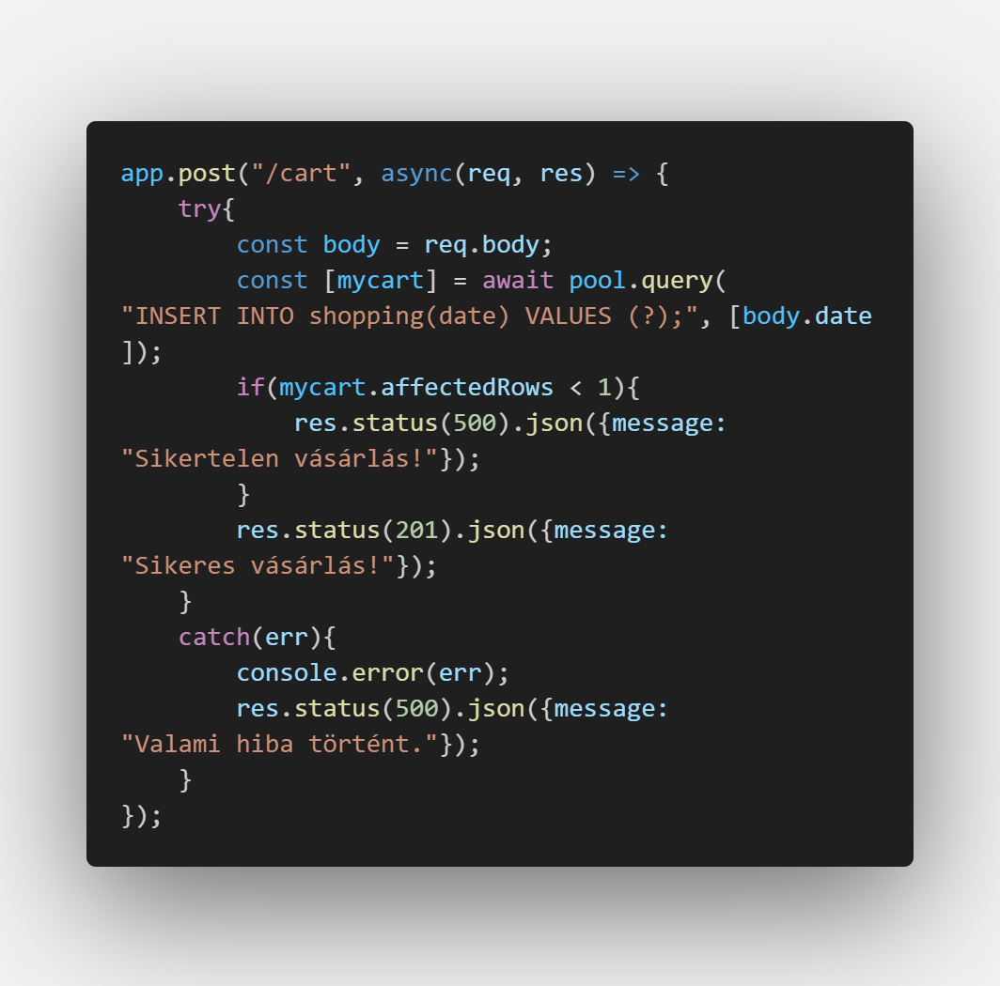 app.post("/cart", async(req, res) => {
    try{
        const body = req.body;
        const [mycart] = await pool.query(
"INSERT INTO shopping(date) VALUES (?);", [body.date
]);
        if(mycart.affectedRows < 1){
            res.status(500).json({message:
"Sikertelen vásárlás!"});
        }
        res.status(201).json({message:
"Sikeres vásárlás!"});
    }
    catch(err){
        console.error(err);
        res.status(500).json({message:
"Valami hiba történt."});
    }
});